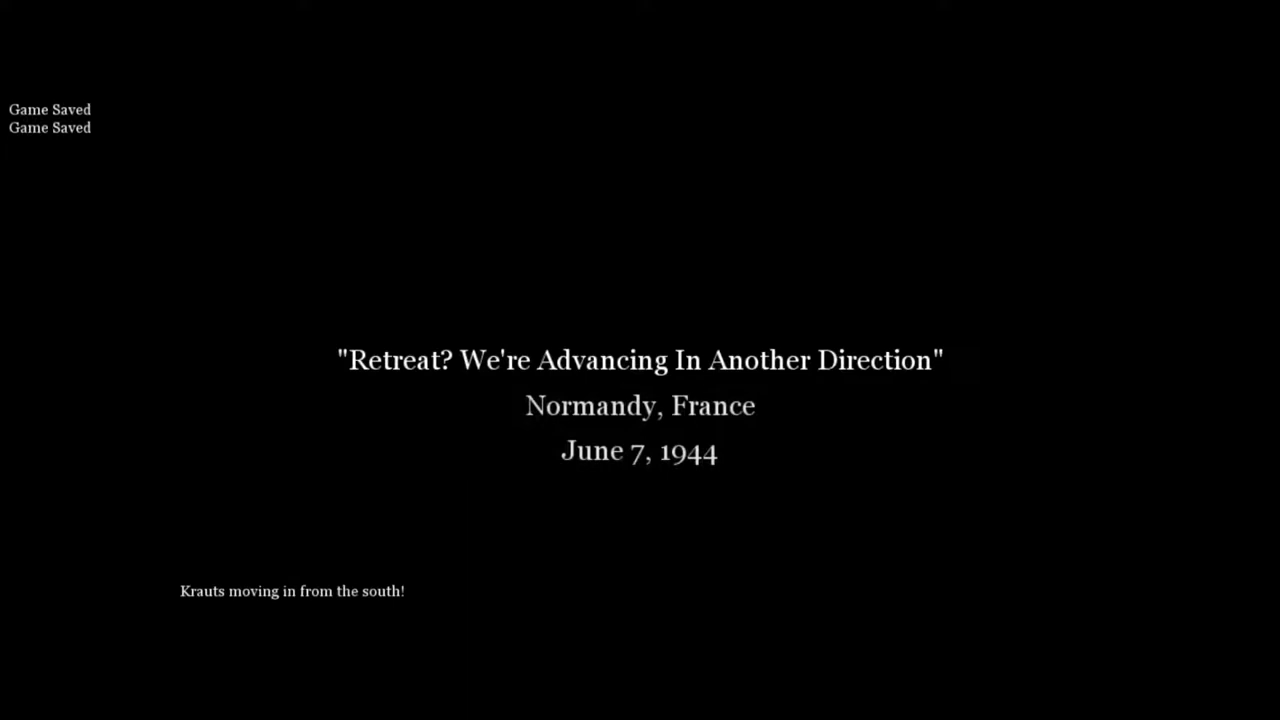 Game Saved
Game Saved
"Retreat? We're Advancing In Another Direction"
Normandy, France
June 7, 1944
Krauts moving in from the south!